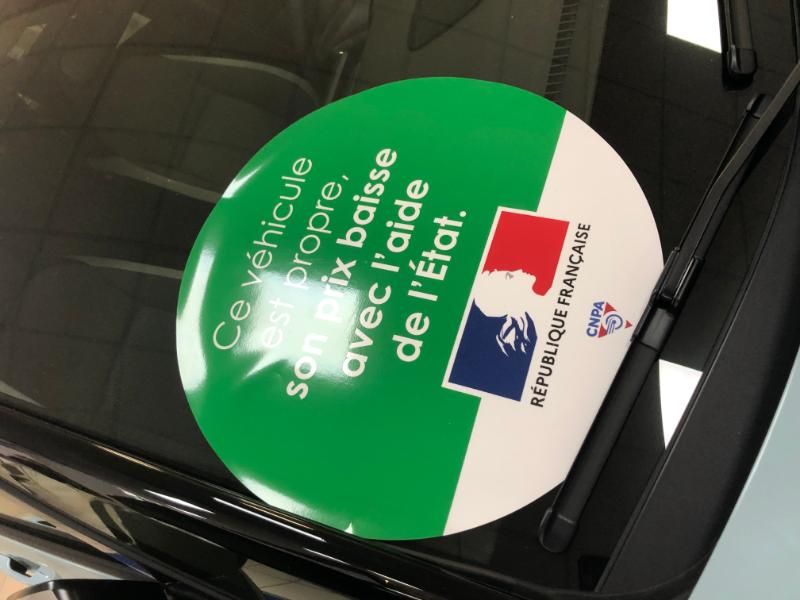 Ce véhicule
est propre,
son prix baisse
avec l'aide
de l'État.
RÉPUBLIQUE FRANÇAISE
CNPA